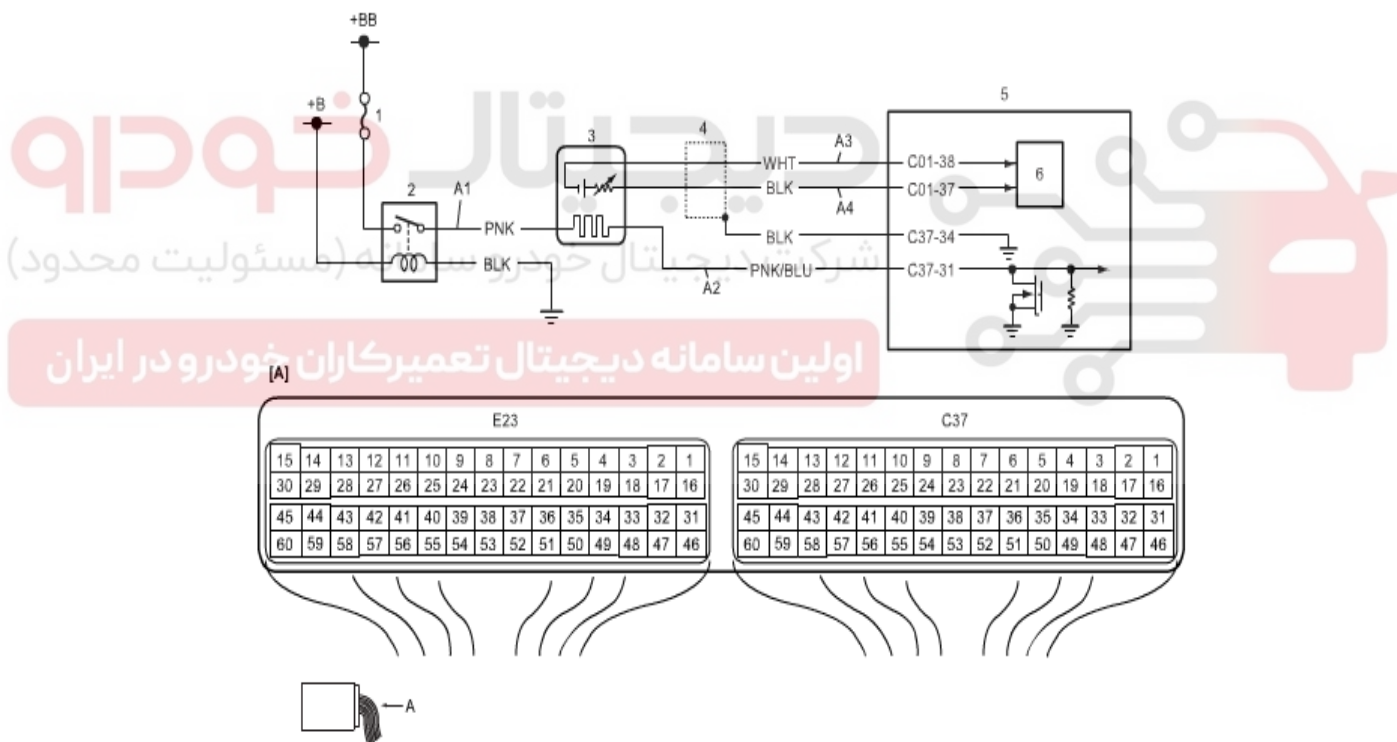 +BB
+B
1
5
3
4
A3
WHT
C01-38
6
2
A1
BLK
C01-37
A4
PNK
BLK
C37-34
BLK
PNK/BLU
C37-31
A2
دیجیتال خودرو
شرکت دیجیتال خودرو سامانه (مسئولیت محدود)
اولین سامانه دیجیتال تعمیرکاران خودرو در ایران
[A]
E23
C37
15 14 13 12 11 10 9 8 7 6 5 4 3 2 1
30 29 28 27 26 25 24 23 22 21 20 19 18 17 16
45 44 43 42 41 40 39 38 37 36 35 34 33 32 31
60 59 58 57 56 55 54 53 52 51 50 49 48 47 46
15 14 13 12 11 10 9 8 7 6 5 4 3 2 1
30 29 28 27 26 25 24 23 22 21 20 19 18 17 16
45 44 43 42 41 40 39 38 37 36 35 34 33 32 31
60 59 58 57 56 55 54 53 52 51 50 49 48 47 46
A